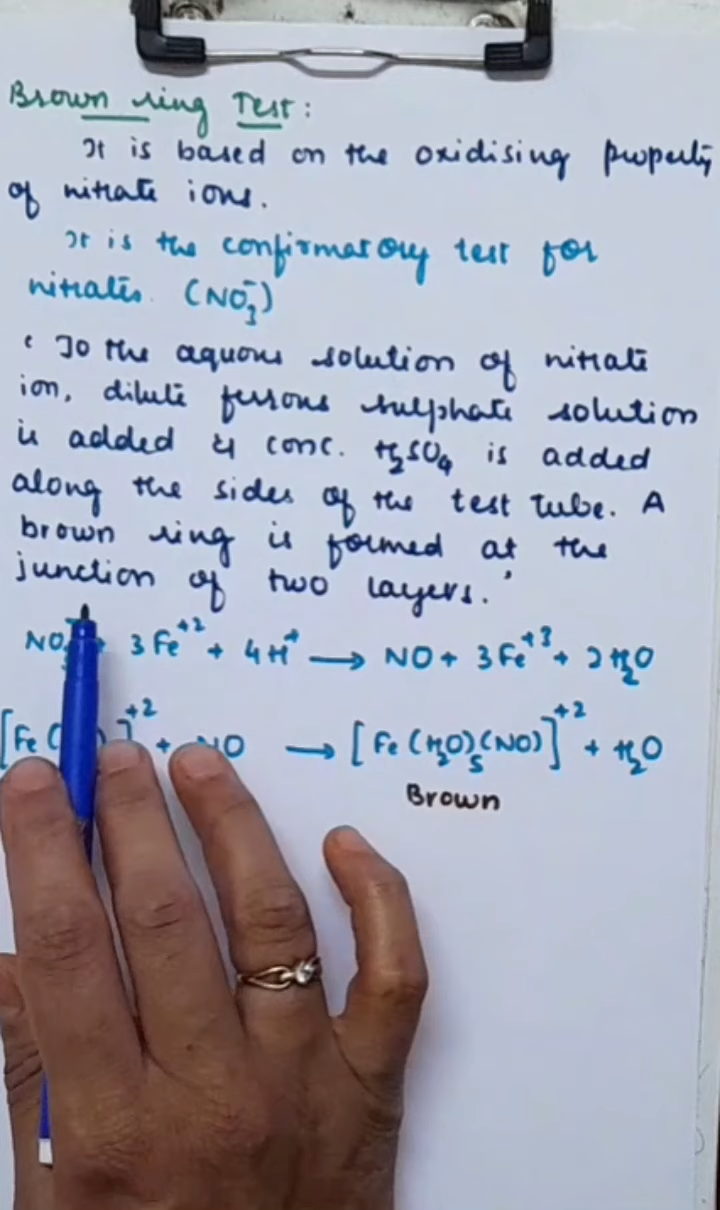 Brown ring Test:
It is based on the oxidising property
of nitrate ions.
It is the confirmatory test for
nitrates. (NO₃⁻)
‘To the aquous solution of nitrate
ion, dilute ferrous sulphate solution
is added & conc. H₂SO₄ is added
along the sides of the test tube. A
brown ring is formed at the
junction of two layers.’
NO₃ + 3Fe⁺² + 4H⁺ → NO + 3Fe⁺³ + 2H₂O
[Fe ( ]⁺² + NO → [Fe(H₂O)₅(NO)]⁺² + H₂O
Brown